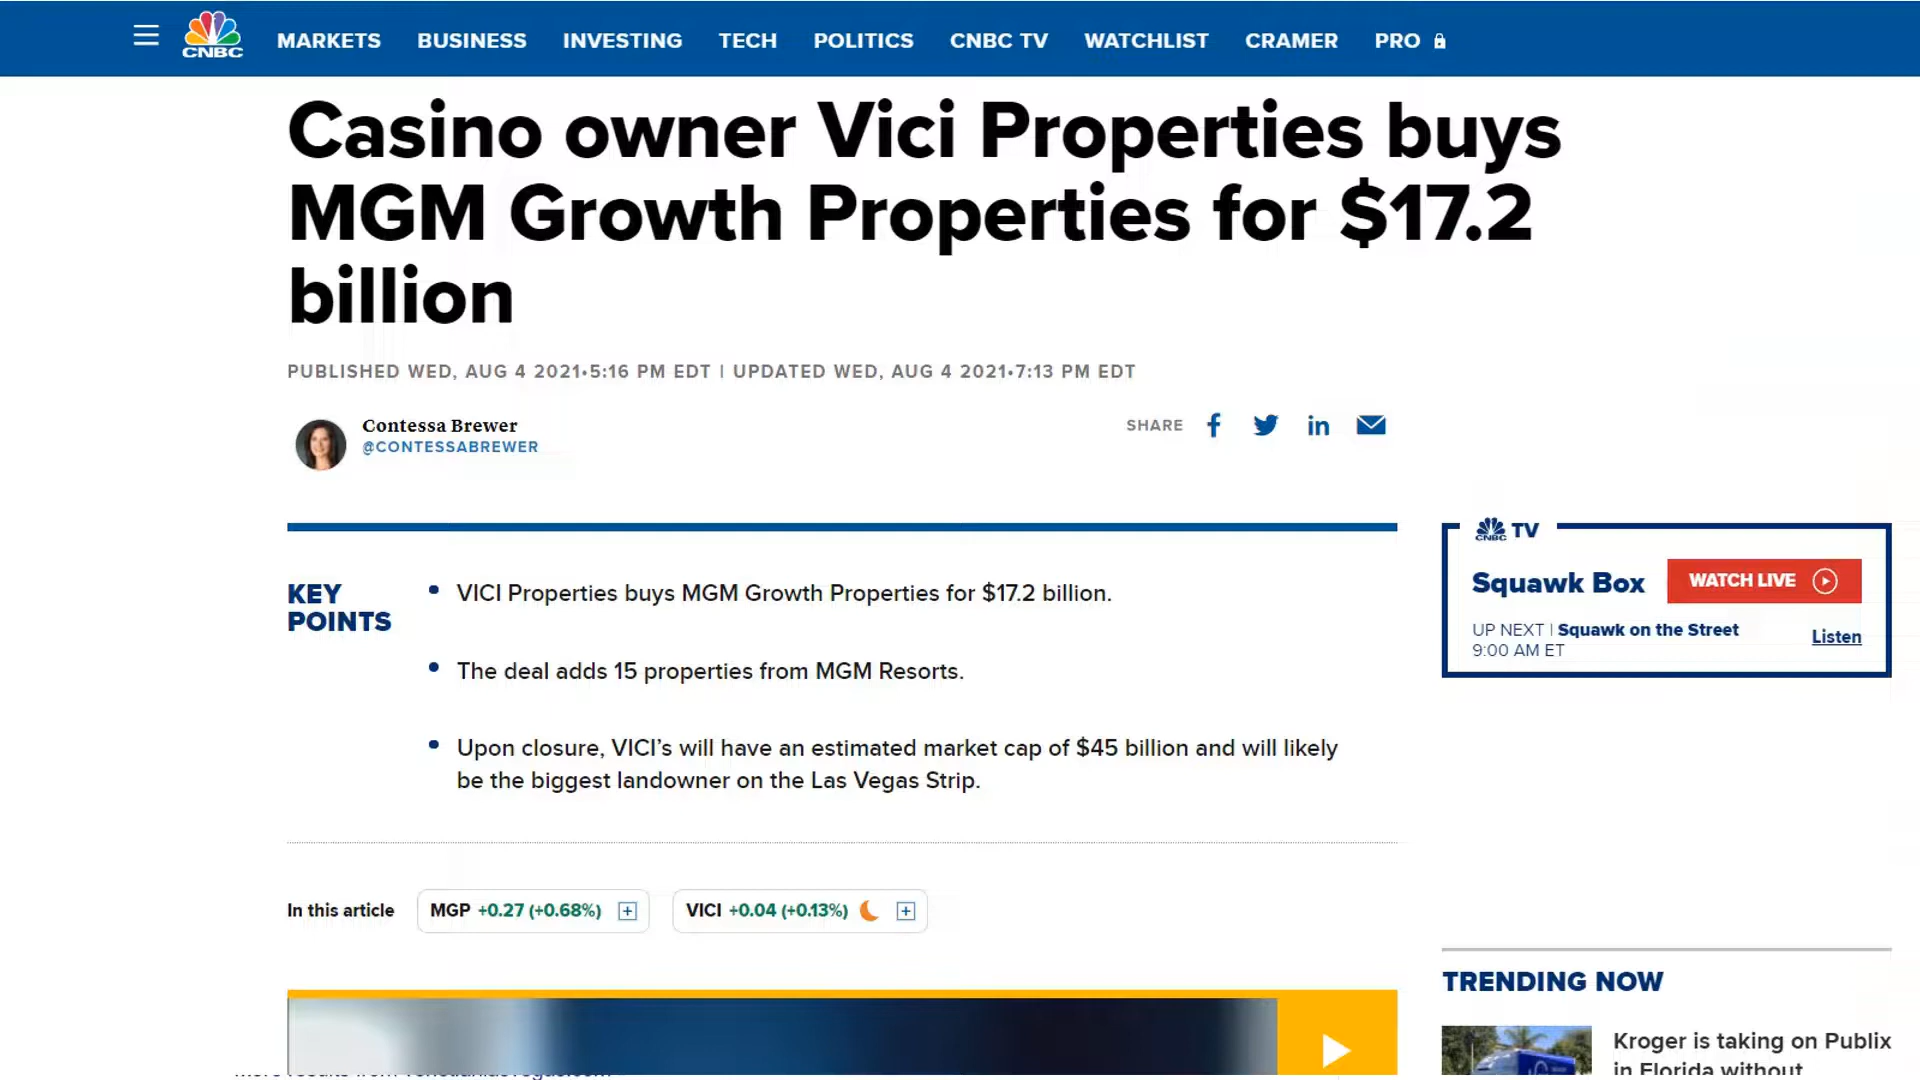 CNBC
MARKETS BUSINESS INVESTING TECH POLITICS CNBC TV WATCHLIST CRAMER PRO
Casino owner Vici Properties buys
MGM Growth Properties for $17.2
billion
PUBLISHED WED, AUG 4 2021•5:16 PM EDT | UPDATED WED, AUG 4 2021•7:13 PM EDT
Contessa Brewer
@CONTESSABREWER
SHARE
KEY
POINTS
• VICI Properties buys MGM Growth Properties for $17.2 billion.
• The deal adds 15 properties from MGM Resorts.
• Upon closure, VICI’s will have an estimated market cap of $45 billion and will likely
be the biggest landowner on the Las Vegas Strip.
In this article MGP +0.27 (+0.68%) VICI +0.04 (+0.13%)
CNBC TV
Squawk Box WATCH LIVE
UP NEXT | Squawk on the Street
9:00 AM ET
Listen
TRENDING NOW
Kroger is taking on Publix
in Florida without